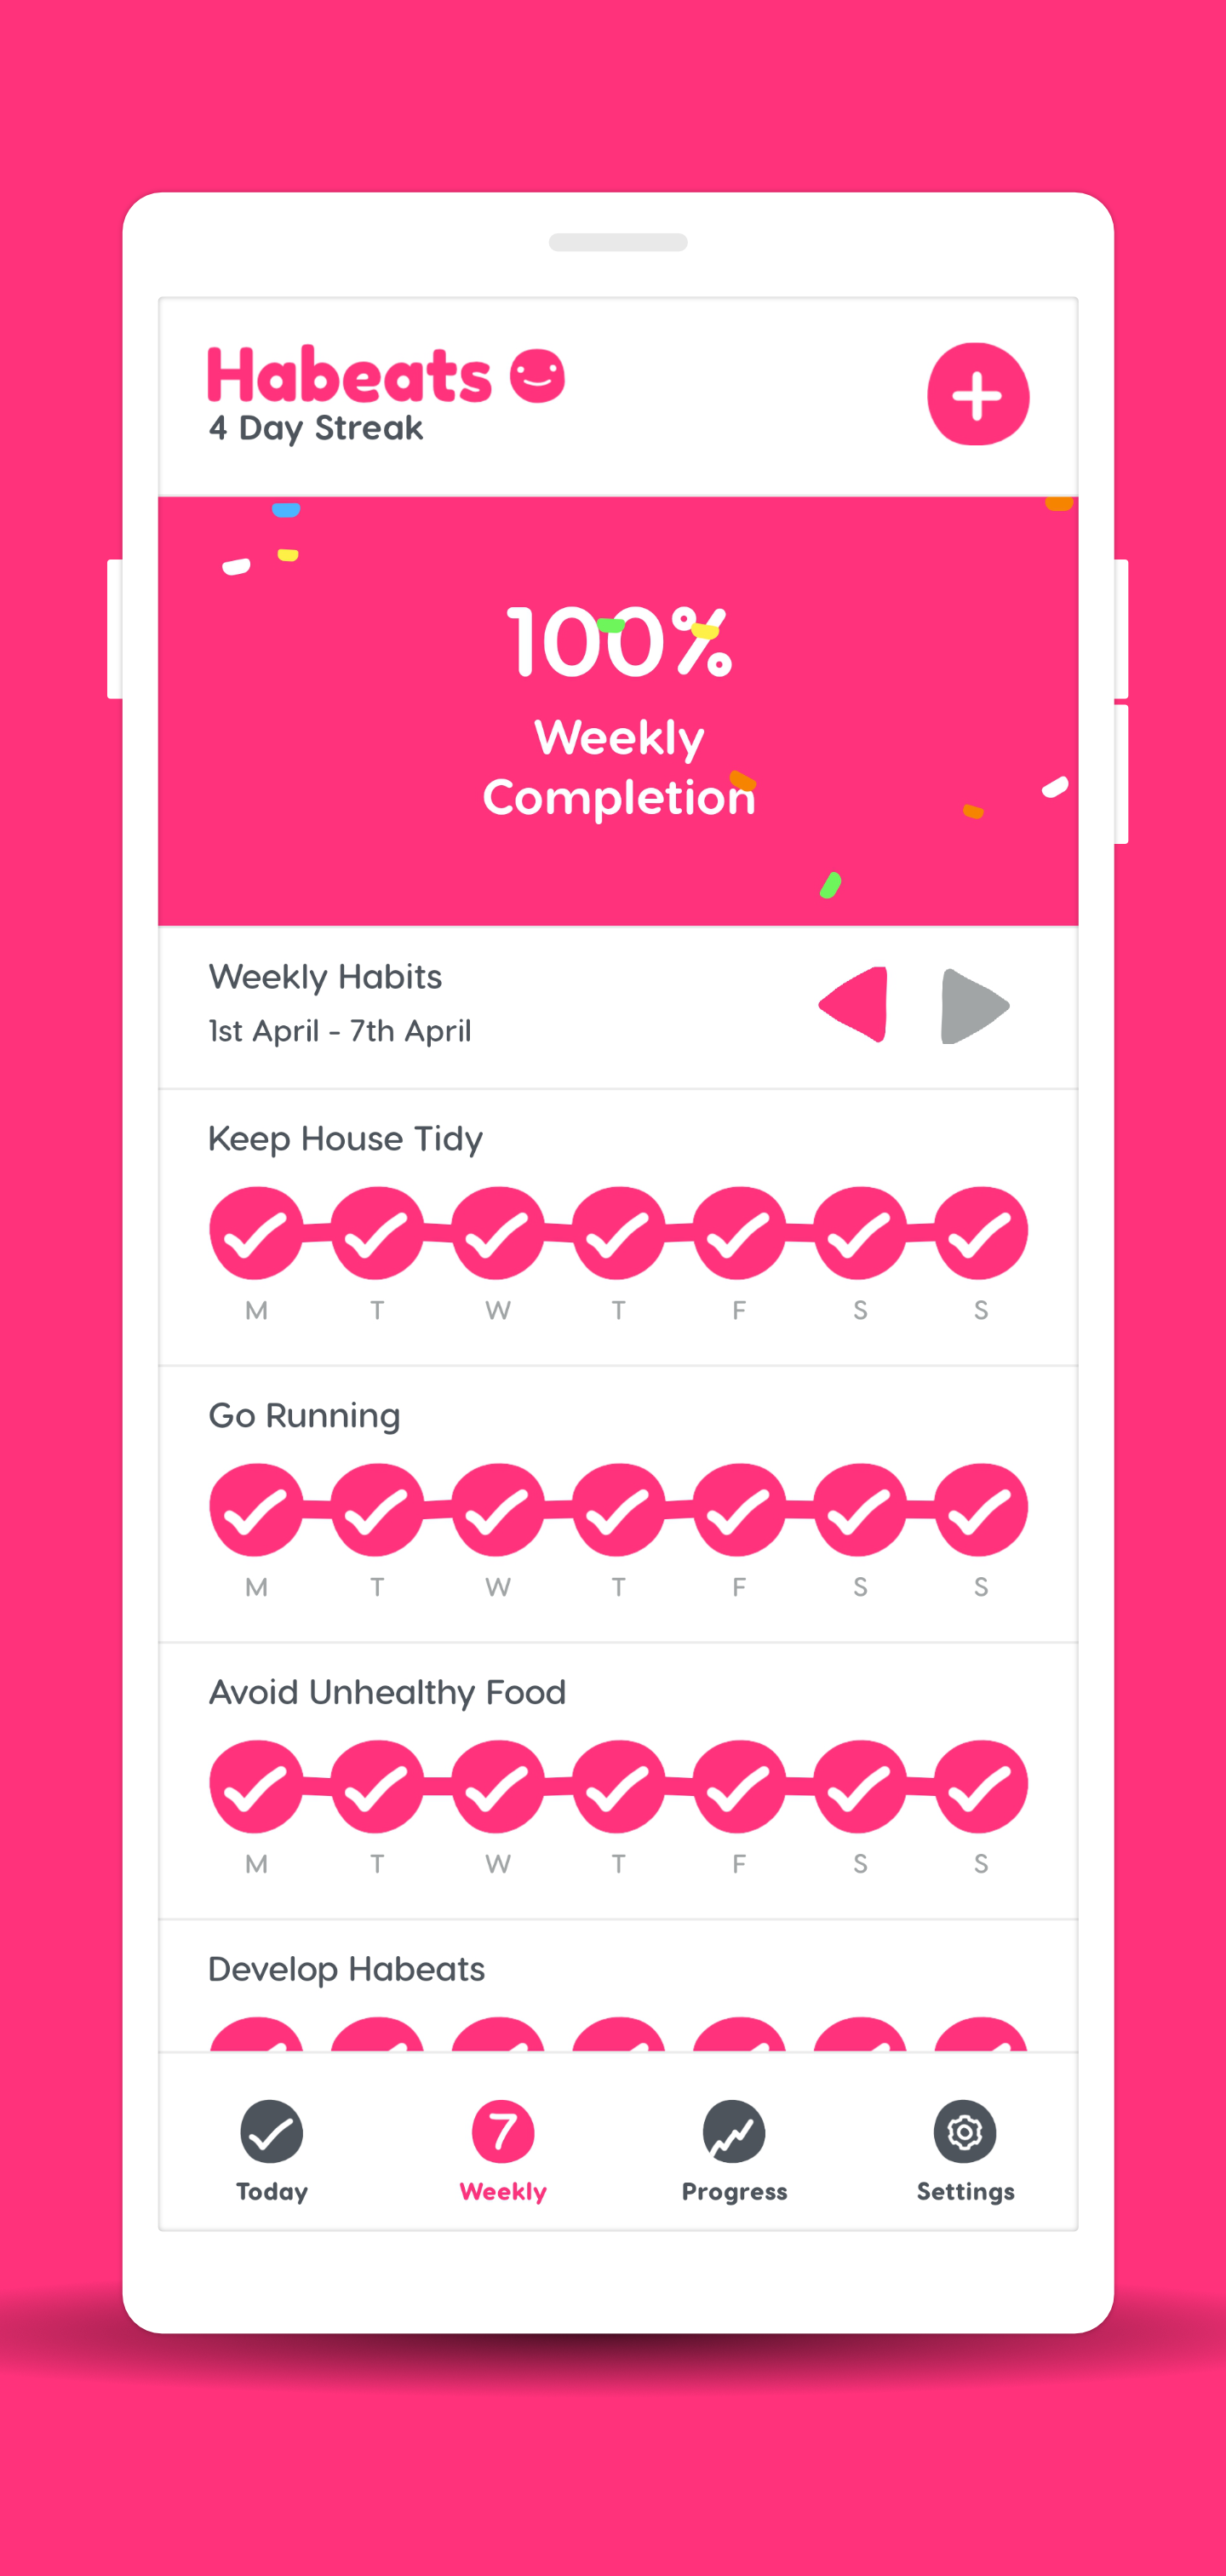 Habeats
4 Day Streak
100%
Weekly
Completion
Weekly Habits
1st April - 7th April
Keep House Tidy
M T W T F S S
Go Running
M T W T F S S
Avoid Unhealthy Food
M T W T F S S
Develop Habeats
7
Today Weekly Progress Settings